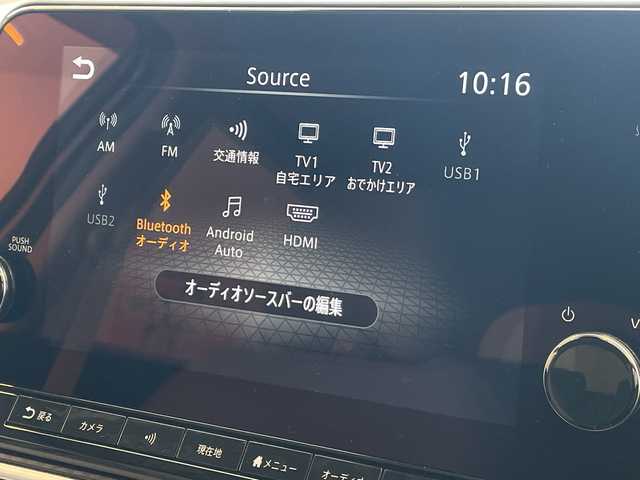 Source
10:16
AM
FM
交通情報
TV1
自宅エリア
TV2
おでかけエリア
USB1
USB2
Bluetooth
オーディオ
Android
Auto
HDMI
オーディオソースバーの編集
PUSH
SOUND
戻る
カメラ
現在地
メニュー